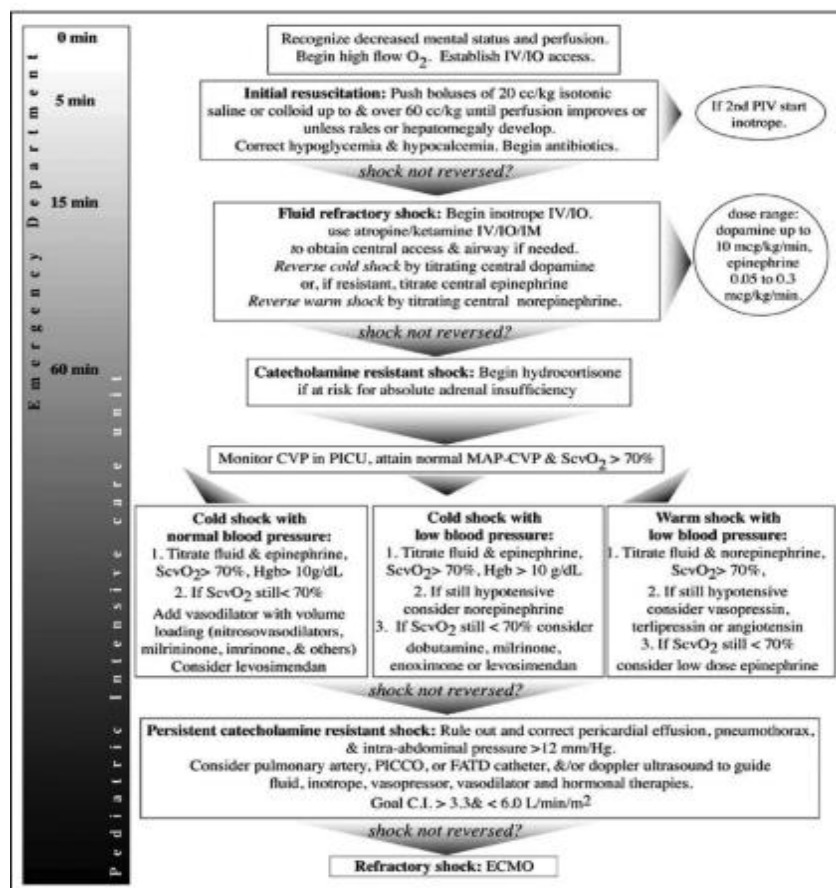 0 min
5 min
15 min
60 min
Emergency Department
Pediatric Intensive care unit
Recognize decreased mental status and perfusion.
Begin high flow O2. Establish IV/IO access.
Initial resuscitation: Push boluses of 20 cc/kg isotonic
saline or colloid up to & over 60 cc/kg until perfusion improves or
unless rales or hepatomegaly develop.
Correct hypoglycemia & hypocalcemia. Begin antibiotics.
If 2nd PIV start
inotrope.
shock not reversed?
Fluid refractory shock: Begin inotrope IV/IO.
use atropine/ketamine IV/IO/IM
to obtain central access & airway if needed.
Reverse cold shock by titrating central dopamine
or, if resistant, titrate central epinephrine
Reverse warm shock by titrating central norepinephrine.
dose range:
dopamine up to
10 mcg/kg/min,
epinephrine
0.05 to 0.3
mcg/kg/min.
shock not reversed?
Catecholamine resistant shock: Begin hydrocortisone
if at risk for absolute adrenal insufficiency
Monitor CVP in PICU, attain normal MAP-CVP & ScvO2 > 70%
Cold shock with
normal blood pressure:
1. Titrate fluid & epinephrine,
ScvO2> 70%, Hgb> 10g/dL
2. If ScvO2 still< 70%
Add vasodilator with volume
loading (nitrosovasodilators,
milrininone, imrinone, & others)
Consider levosimendan
Cold shock with
low blood pressure:
1. Titrate fluid & epinephrine,
ScvO2> 70%, Hgb > 10 g/dL
2. If still hypotensive
consider norepinephrine
3. If ScvO2 still < 70% consider
dobutamine, milrinone,
enoximone or levosimendan
Warm shock with
low blood pressure:
1. Titrate fluid & norepinephrine,
ScvO2> 70%,
2. If still hypotensive
consider vasopressin,
terlipressin or angiotensin
3. If ScvO2 still < 70%
consider low dose epinephrine
shock not reversed?
Persistent catecholamine resistant shock: Rule out and correct pericardial effusion, pneumothorax,
& intra-abdominal pressure >12 mm/Hg.
Consider pulmonary artery, PICCO, or FATD catheter, &/or doppler ultrasound to guide
fluid, inotrope, vasopressor, vasodilator and hormonal therapies.
Goal C.I. > 3.3& < 6.0 L/min/m2
shock not reversed?
Refractory shock: ECMO